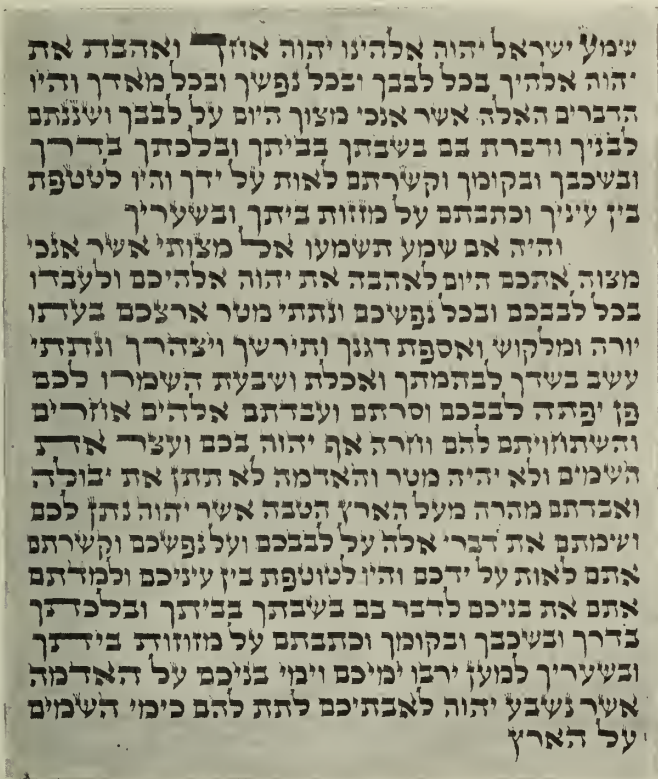 שמע ישראל יהוה אלהינו יהוה אחד ואהבת את
יהוה אלהיך בכל לבבך ובכל נפשך ובכל מאדך והיו
הדברים האלה אשר אנכי מצוך היום על לבבך ושננתם
לבניך ודברת בם בשבתך בביתך ובלכתך בדרך
ובשכבך ובקומך וקשרתם לאות על ידך והיו לטטפת
בין עיניך וכתבתם על מזזות ביתך ובשעריך
והיה אם שמע תשמעו אל מצותי אשר אנכי
מצוה אתכם היום לאהבה את יהוה אלהיכם ולעבדו
בכל לבבכם ובכל נפשכם ונתתי מטר ארצכם בעתו
יורה ומלקוש ואספת דגנך ותירשך ויצהרך ונתתי
עשב בשדך לבהמתך ואכלת ושבעת השמרו לכם
פן יפתה לבבכם וסרתם ועבדתם אלהים אחרים
והשתחויתם להם וחרה אף יהוה בכם ועצר את
השמים ולא יהיה מטר והאדמה לא תתן את יבולה
ואבדתם מהרה מעל הארץ הטבה אשר יהוה נתן לכם
ושמתם את דברי אלה על לבבכם ועל נפשכם וקשרתם
אתם לאות על ידכם והיו לטוטפת בין עיניכם ולמדתם
אתם את בניכם לדבר בם בשבתך בביתך ובלכתך
בדרך ובשכבך ובקומך וכתבתם על מזוזות ביתך
ובשעריך למען ירבו ימיכם וימי בניכם על האדמה
אשר נשבע יהוה לאבתיכם לתת להם כימי השמים
על הארץ